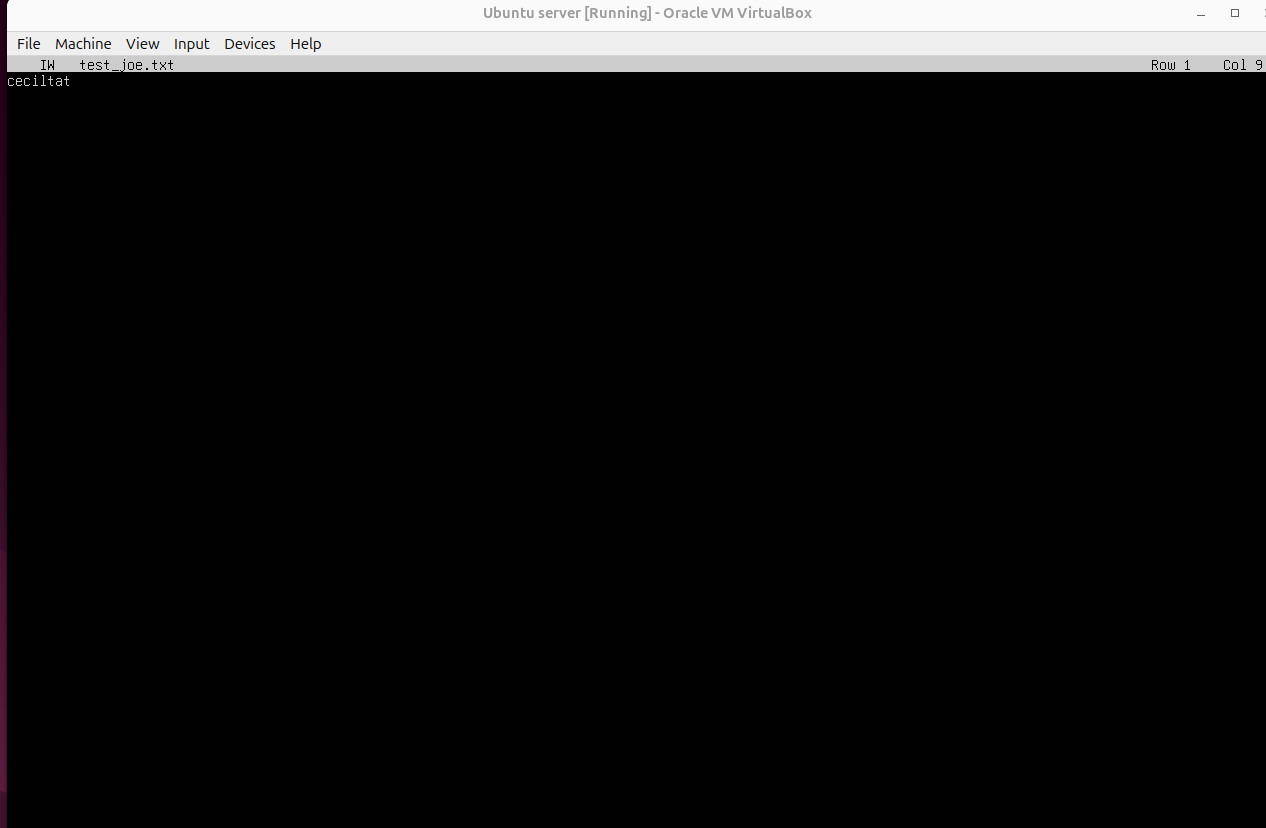 Ubuntu server [Running] - Oracle VM VirtualBox
File Machine View Input Devices Help
IW test_joe.txt Row 1 Col 9
ceciltat